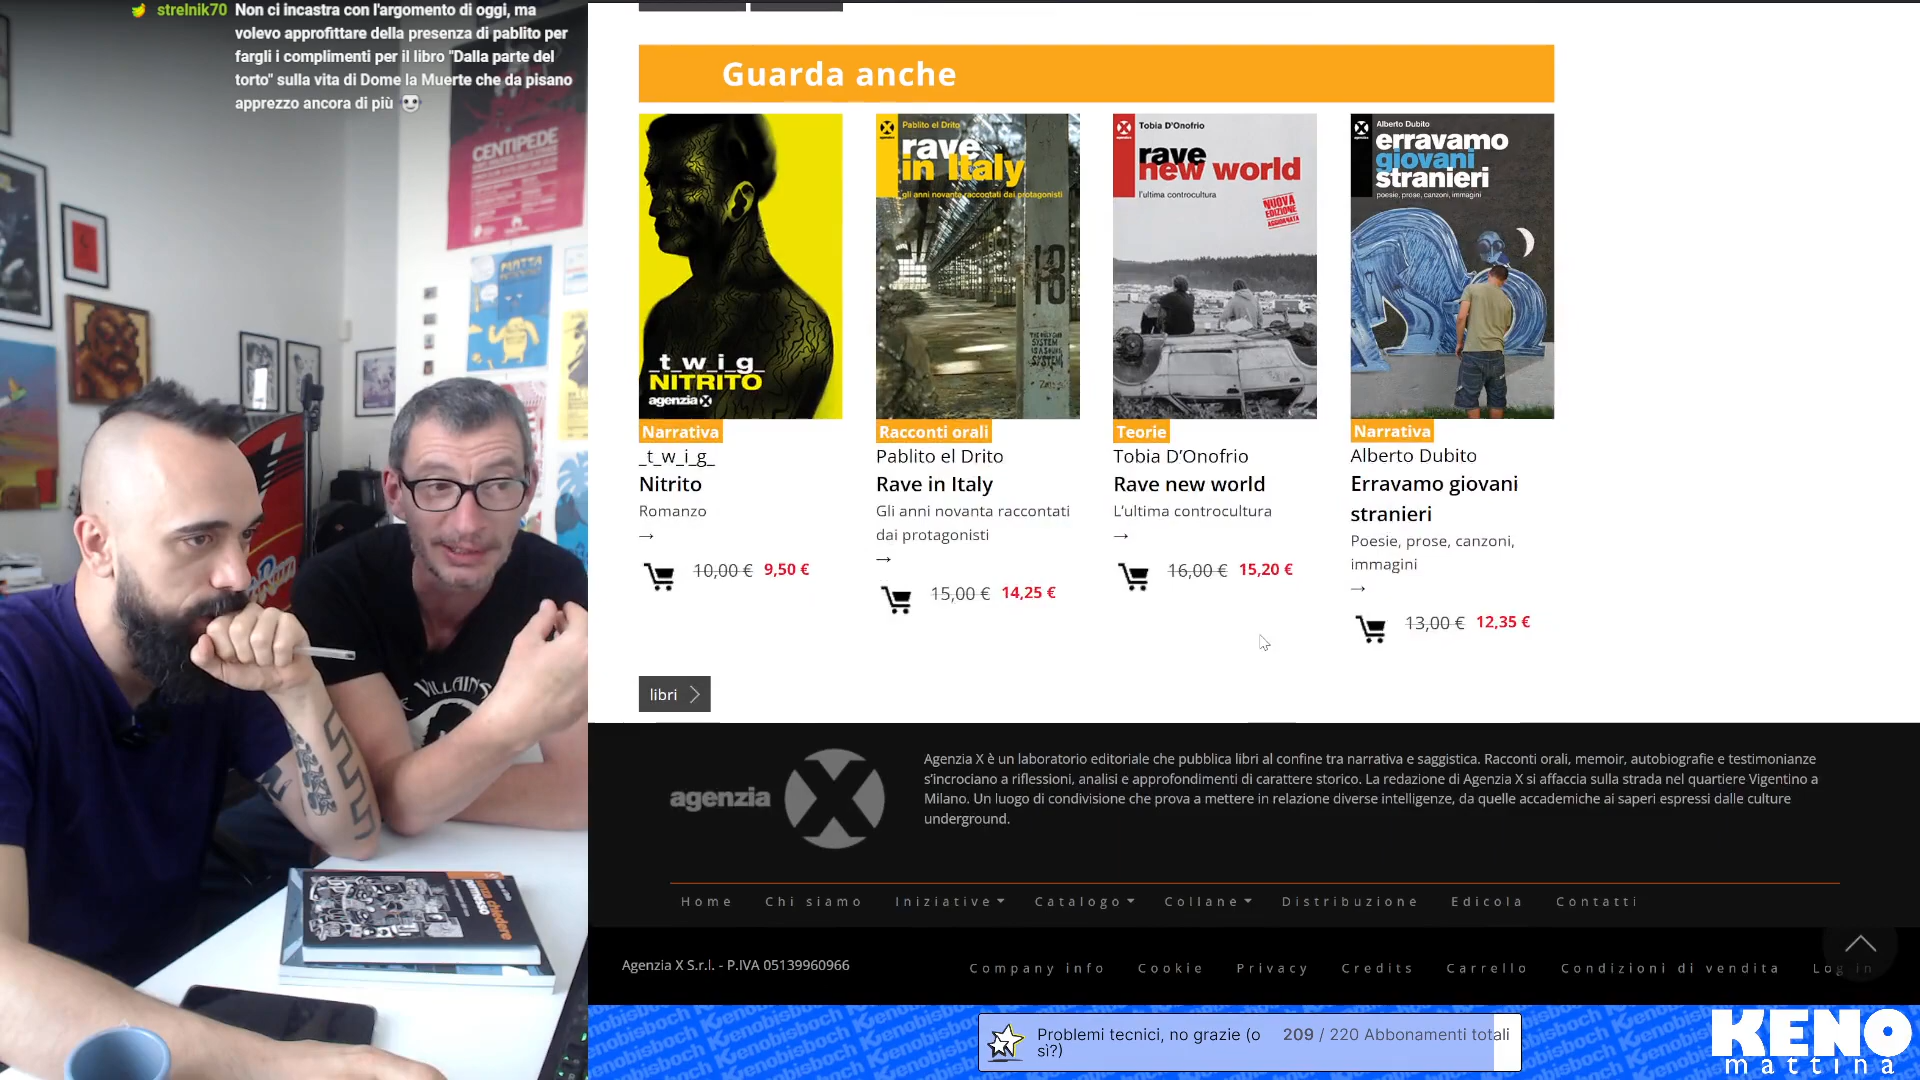 strelnik70 Non ci incastra con l'argomento di oggi, ma
volevo approfittare della presenza di pablito per
fargli i complimenti per il libro "Dalla parte del
torto" sulla vita di Dome la Muerte che da pisano
apprezzo ancora di più
CENTIPEDE
VILLAINS
senza chiedere
permesso
Guarda anche
_t_w_i_g_
NITRITO
agenzia X
Pablito el Drito
rave
in Italy
gli anni novanta raccontati dai protagonisti
18
Tobia D'Onofrio
rave
new world
l'ultima controcultura
NUOVA
EDIZIONE
AGGIORNATA
Alberto Dubito
erravamo
giovani
stranieri
poesie, prose, canzoni, immagini
Narrativa
_t_w_i_g_
Nitrito
Romanzo
→
10,00 € 9,50 €
Racconti orali
Pablito el Drito
Rave in Italy
Gli anni novanta raccontati
dai protagonisti
→
15,00 € 14,25 €
Teorie
Tobia D’Onofrio
Rave new world
L’ultima controcultura
→
16,00 € 15,20 €
Narrativa
Alberto Dubito
Erravamo giovani
stranieri
Poesie, prose, canzoni,
immagini
→
13,00 € 12,35 €
libri
agenzia X
Agenzia X è un laboratorio editoriale che pubblica libri al confine tra narrativa e saggistica. Racconti orali, memoir, autobiografie e testimonianze
s’incrociano a riflessioni, analisi e approfondimenti di carattere storico. La redazione di Agenzia X si affaccia sulla strada nel quartiere Vigentino a
Milano. Un luogo di condivisione che prova a mettere in relazione diverse intelligenze, da quelle accademiche ai saperi espressi dalle culture
underground.
Home Chi siamo Iniziative Catalogo Collane Distribuzione Edicola Contatti
Agenzia X S.r.l. - P.IVA 05139960966
Company info Cookie Privacy Credits Carrello Condizioni di vendita Log in
Problemi tecnici, no grazie (o
sì?)
209 / 220 Abbonamenti totali
KENO
mattina